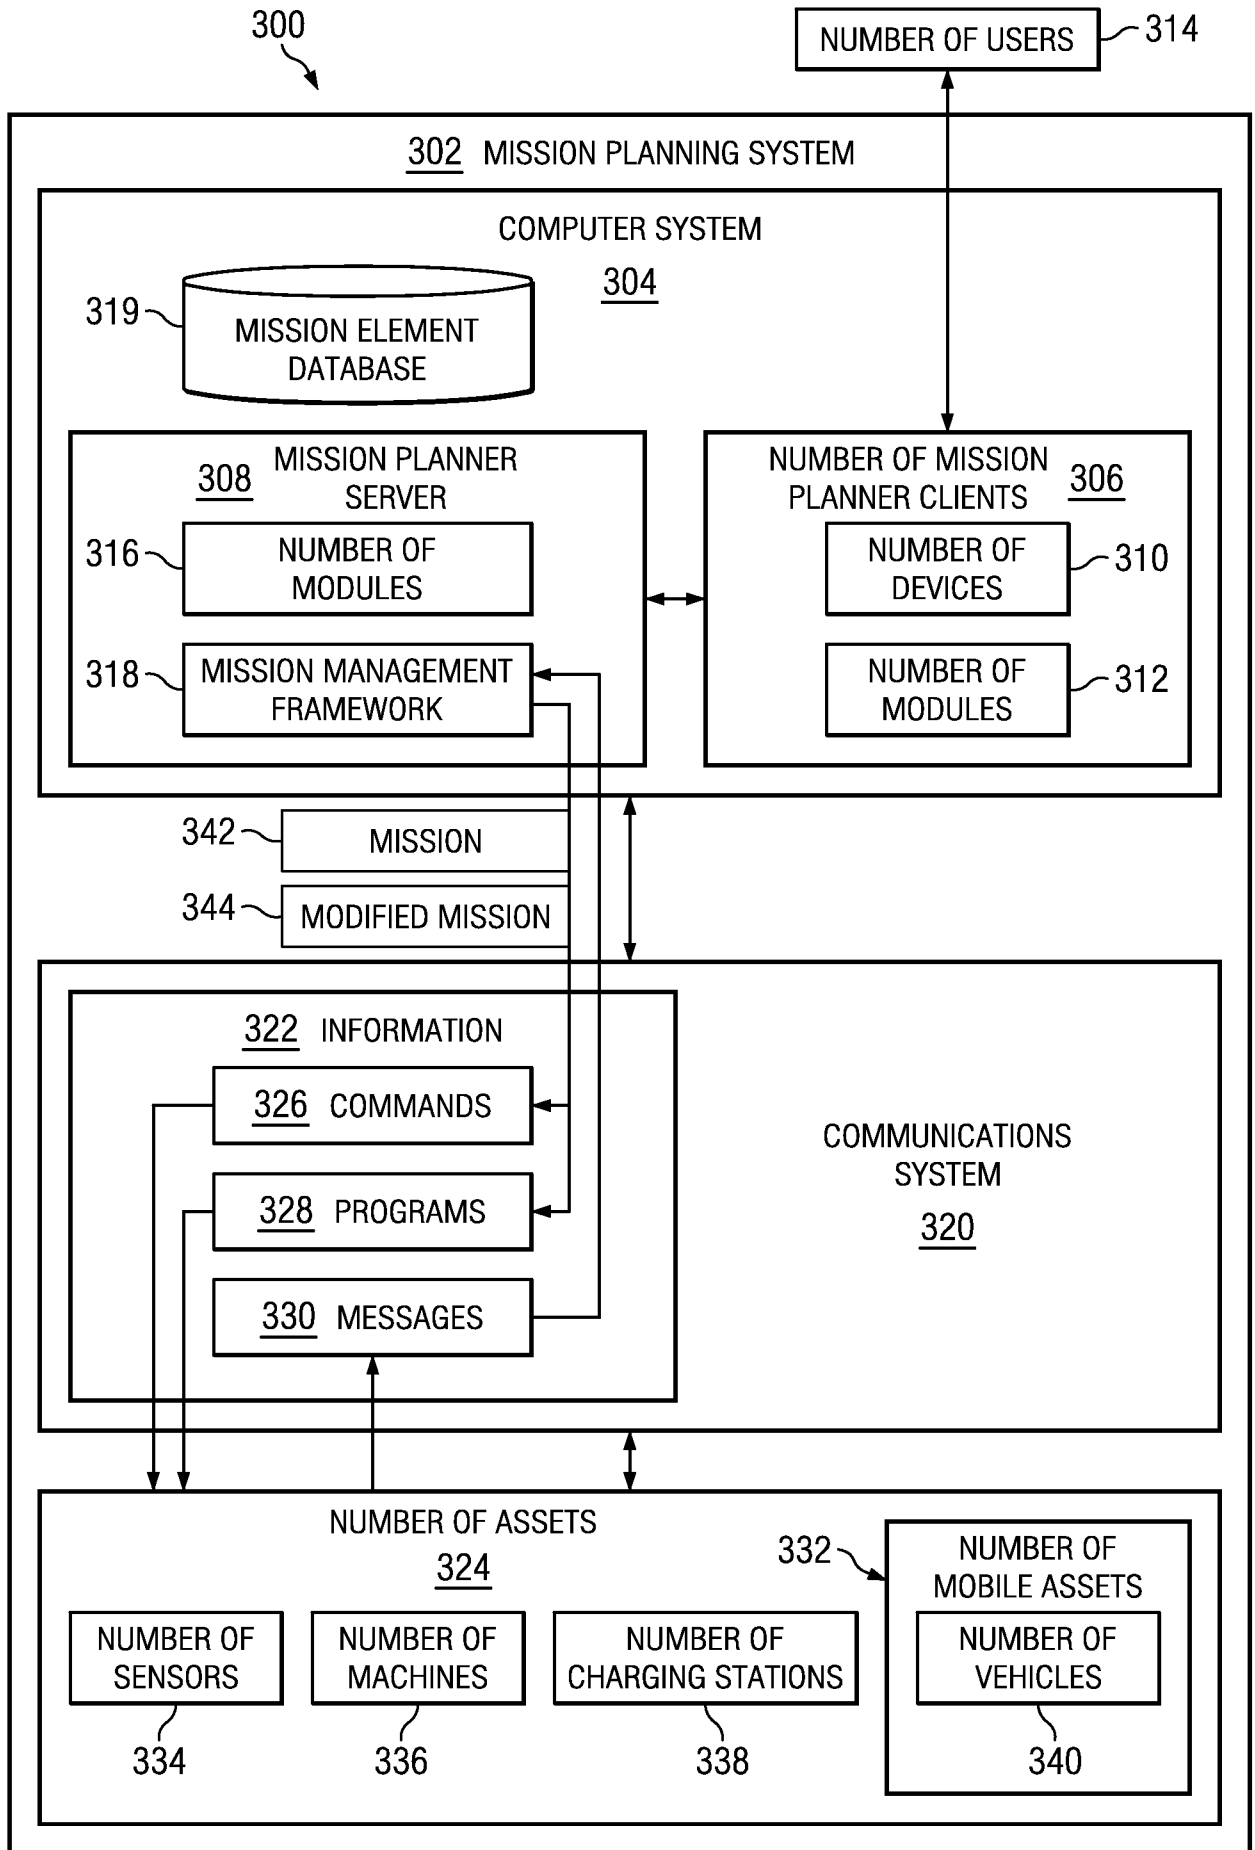 300
NUMBER OF USERS
314
302 MISSION PLANNING SYSTEM
COMPUTER SYSTEM
304
319
MISSION ELEMENT
DATABASE
308
MISSION PLANNER
SERVER
316
NUMBER OF
MODULES
318
MISSION MANAGEMENT
FRAMEWORK
NUMBER OF MISSION
PLANNER CLIENTS
306
NUMBER OF
DEVICES
310
NUMBER OF
MODULES
312
342
MISSION
344
MODIFIED MISSION
322 INFORMATION
326 COMMANDS
328 PROGRAMS
330 MESSAGES
COMMUNICATIONS
SYSTEM
320
NUMBER OF ASSETS
324
332
NUMBER OF
MOBILE ASSETS
NUMBER OF
SENSORS
334
NUMBER OF
MACHINES
336
NUMBER OF
CHARGING STATIONS
338
NUMBER OF
VEHICLES
340